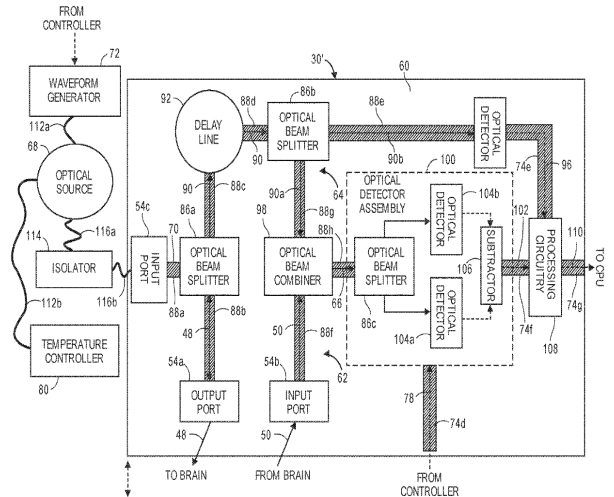 FROM
CONTROLLER
72
WAVEFORM
GENERATOR
112a
68
OPTICAL
SOURCE
114
116a
ISOLATOR
112b
116b
TEMPERATURE
CONTROLLER
80
30'
60
92
DELAY
LINE
88d
90
86b
OPTICAL
BEAM
SPLITTER
88e
90b
OPTICAL
DETECTOR
74e
96
90
88c
86a
70
54c
INPUT
PORT
88a
OPTICAL
BEAM
SPLITTER
48
88b
54a
OUTPUT
PORT
48
TO BRAIN
90a
88g
64
98
OPTICAL
BEAM
COMBINER
88h
66
50
88f
54b
INPUT
PORT
50
FROM BRAIN
62
100
OPTICAL
DETECTOR
ASSEMBLY
OPTICAL
BEAM
SPLITTER
86c
104b
OPTICAL
DETECTOR
104a
OPTICAL
DETECTOR
106
SUBTRACTOR
102
74f
PROCESSING
CIRCUITRY
108
110
74g
TO CPU
78
74d
FROM
CONTROLLER